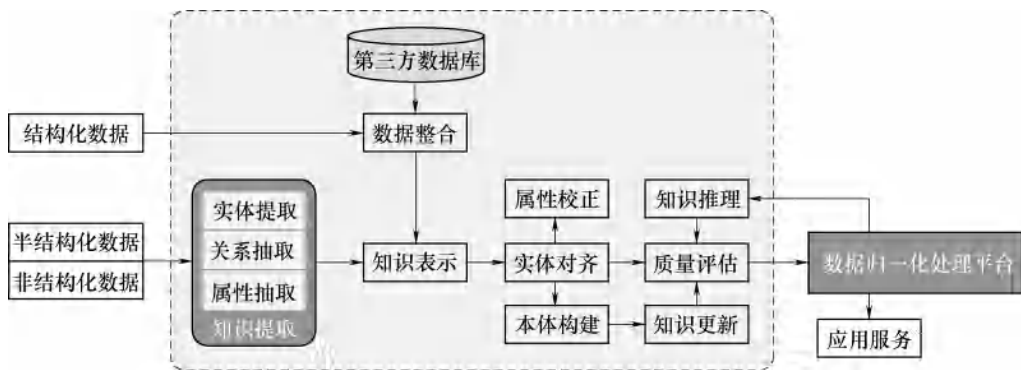 第三方数据库
结构化数据
数据整合
实体提取
关系抽取
属性抽取
知识提取
半结构化数据
非结构化数据
知识表示
属性校正
实体对齐
本体构建
知识推理
质量评估
知识更新
数据归一化处理平台
应用服务